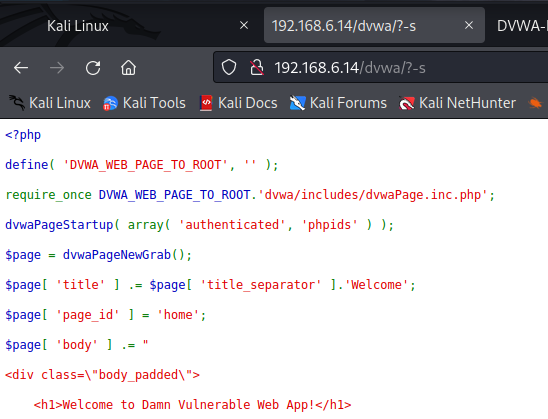 Kali Linux
192.168.6.14/dvwa/?-s
DVWA-
192.168.6.14/dvwa/?-s
Kali Linux Kali Tools Kali Docs Kali Forums Kali NetHunter
<?php
define( 'DVWA_WEB_PAGE_TO_ROOT', '' );
require_once DVWA_WEB_PAGE_TO_ROOT.'dvwa/includes/dvwaPage.inc.php';
dvwaPageStartup( array( 'authenticated', 'phpids' ) );
$page = dvwaPageNewGrab();
$page[ 'title' ] .= $page[ 'title_separator' ].'Welcome';
$page[ 'page_id' ] = 'home';
$page[ 'body' ] .= "
<div class=\"body_padded\">
<h1>Welcome to Damn Vulnerable Web App!</h1>